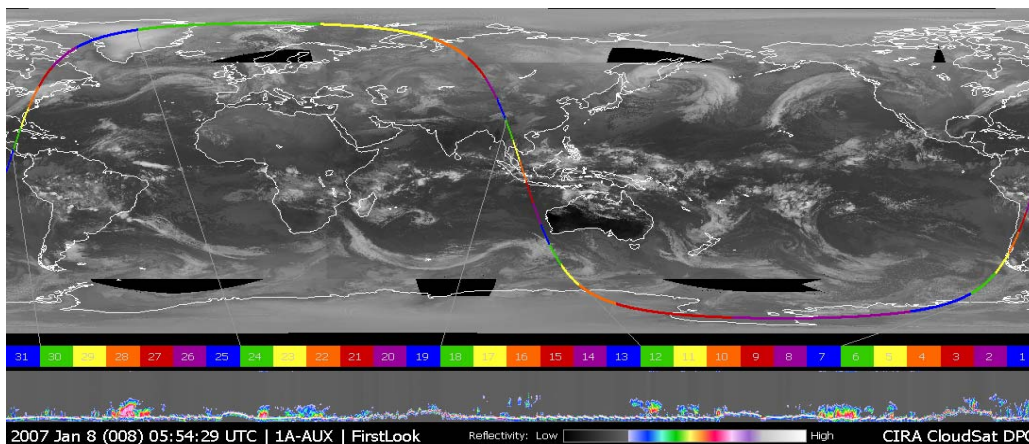 31 30 29 28 27 26 25 24 23 22 21 20 19 18 17 16 15 14 13 12 11 10 9 8 7 6 5 4 3 2 1
2007 Jan 8 (008) 05:54:29 UTC | 1A-AUX | FirstLook Reflectivity: Low High CIRA CloudSat DPC